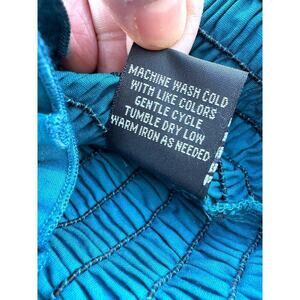 MACHINE WASH COLD
WITH LIKE COLORS
GENTLE CYCLE
TUMBLE DRY LOW
WARM IRON AS NEEDED